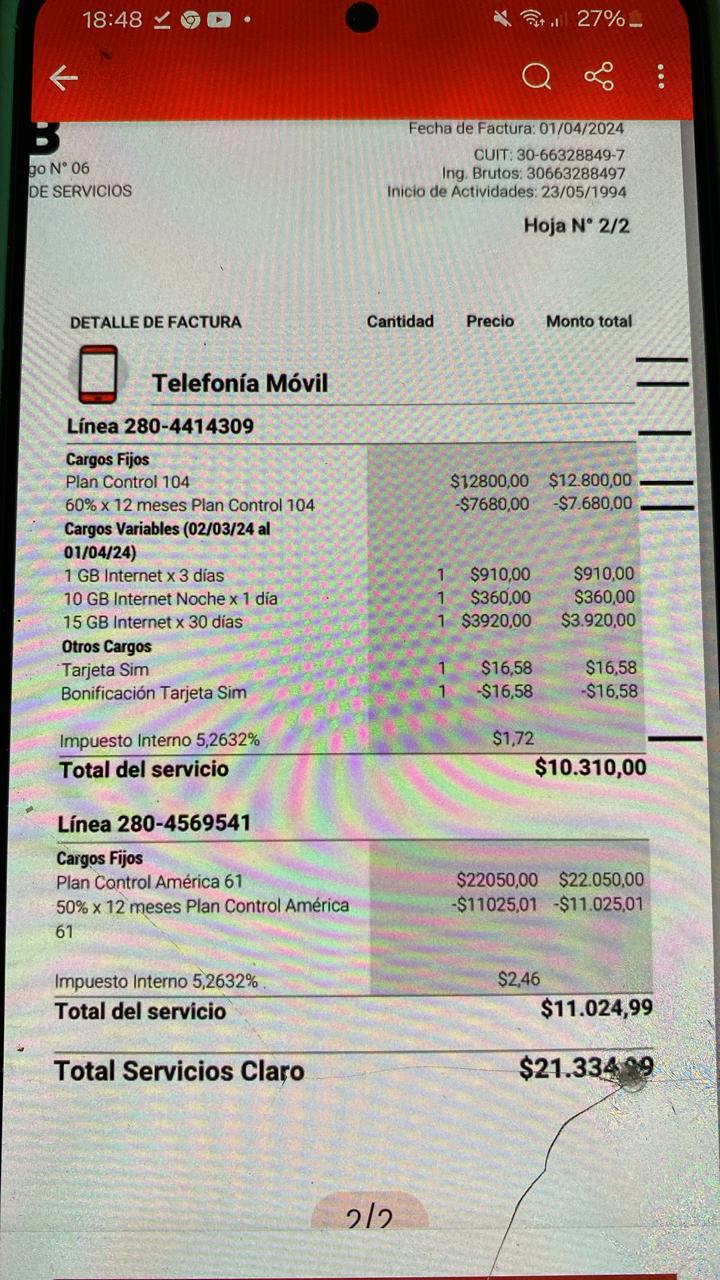 18:48
27%
Fecha de Factura: 01/04/2024
B
CUIT: 30-66328849-7
go N° 06
Ing. Brutos: 30663288497
DE SERVICIOS
Inicio de Actividades: 23/05/1994
Hoja N° 2/2
DETALLE DE FACTURA Cantidad Precio Monto total
Telefonía Móvil
Línea 280-4414309
Cargos Fijos
Plan Control 104 $12800,00 $12.800,00
60% x 12 meses Plan Control 104 -$7680,00 -$7.680,00
Cargos Variables (02/03/24 al
01/04/24)
1 GB Internet x 3 días 1 $910,00 $910,00
10 GB Internet Noche x 1 día 1 $360,00 $360,00
15 GB Internet x 30 días 1 $3920,00 $3.920,00
Otros Cargos
Tarjeta Sim 1 $16,58 $16,58
Bonificación Tarjeta Sim 1 -$16,58 -$16,58
Impuesto Interno 5,2632% $1,72
Total del servicio $10.310,00
Línea 280-4569541
Cargos Fijos
Plan Control América 61 $22050,00 $22.050,00
50% x 12 meses Plan Control América -$11025,01 -$11.025,01
61
Impuesto Interno 5,2632% $2,46
Total del servicio $11.024,99
Total Servicios Claro
2/2